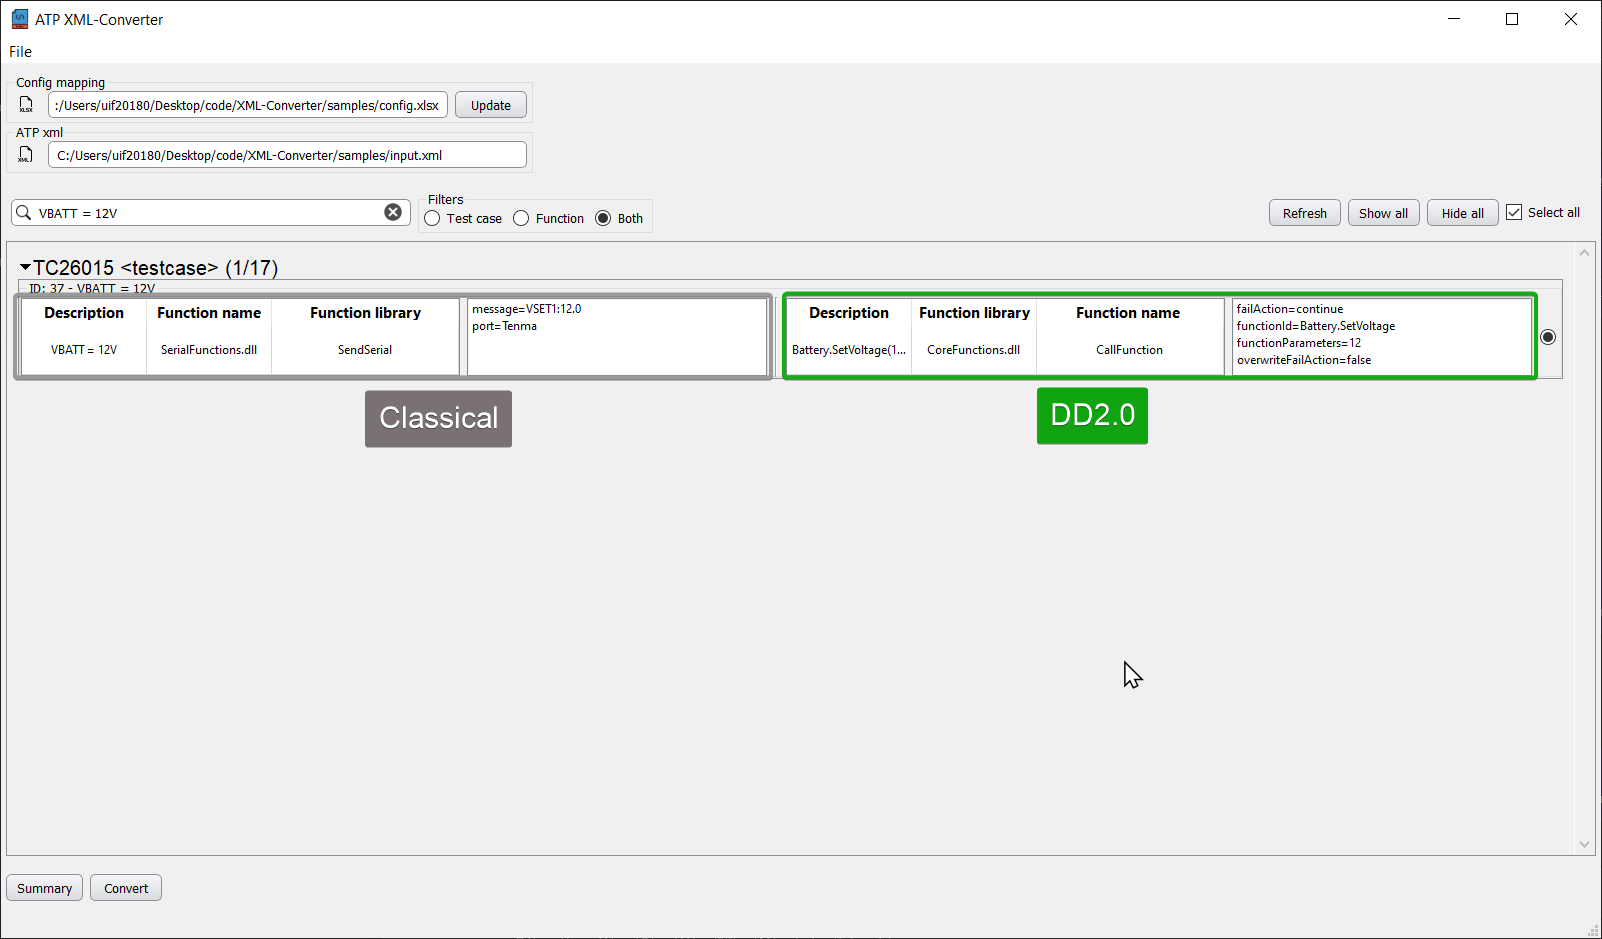 ATP XML-Converter
File
Config mapping
XLSX
:/Users/uif20180/Desktop/code/XML-Converter/samples/config.xlsx
Update
ATP xml
XML
C:/Users/uif20180/Desktop/code/XML-Converter/samples/input.xml
VBATT = 12V
Filters
Test case
Function
Both
Refresh
Show all
Hide all
Select all
TC26015 <testcase> (1/17)
ID: 37 - VBATT = 12V
Description Function name Function library
VBATT = 12V SerialFunctions.dll SendSerial
message=VSET1:12.0
port=Tenma
Description Function library Function name
Battery.SetVoltage(1... CoreFunctions.dll CallFunction
failAction=continue
functionId=Battery.SetVoltage
functionParameters=12
overwriteFailAction=false
Classical
DD2.0
Summary
Convert